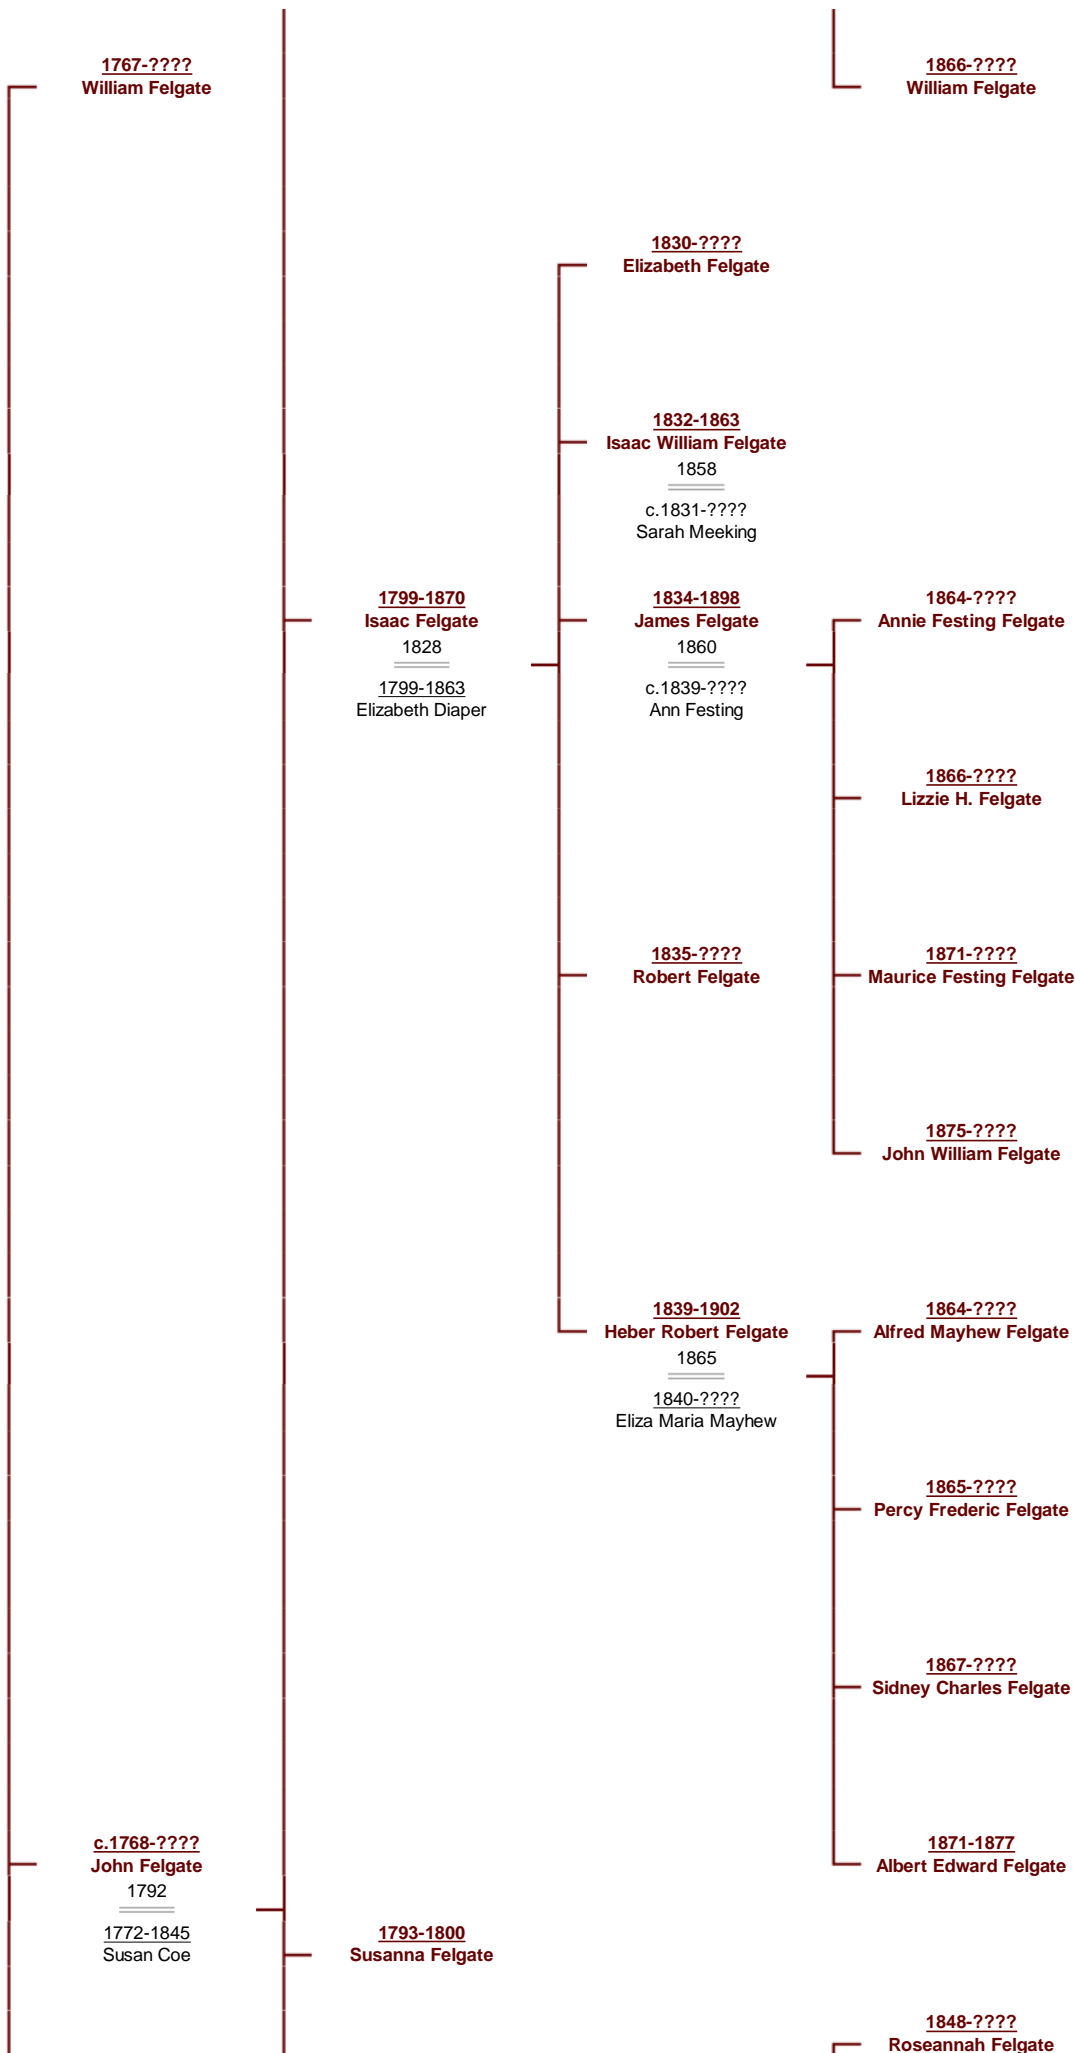 1767-????
William Felgate
1866-????
William Felgate
1830-????
Elizabeth Felgate
1832-1863
Isaac William Felgate
1858
c.1831-????
Sarah Meeking
1799-1870
Isaac Felgate
1828
1799-1863
Elizabeth Diaper
1834-1898
James Felgate
1860
c.1839-????
Ann Festing
1864-????
Annie Festing Felgate
1866-????
Lizzie H. Felgate
1835-????
Robert Felgate
1871-????
Maurice Festing Felgate
1875-????
John William Felgate
1839-1902
Heber Robert Felgate
1865
1840-????
Eliza Maria Mayhew
1864-????
Alfred Mayhew Felgate
1865-????
Percy Frederic Felgate
1867-????
Sidney Charles Felgate
c.1768-????
John Felgate
1792
1772-1845
Susan Coe
1871-1877
Albert Edward Felgate
1793-1800
Susanna Felgate
1848-????
Roseannah Felgate